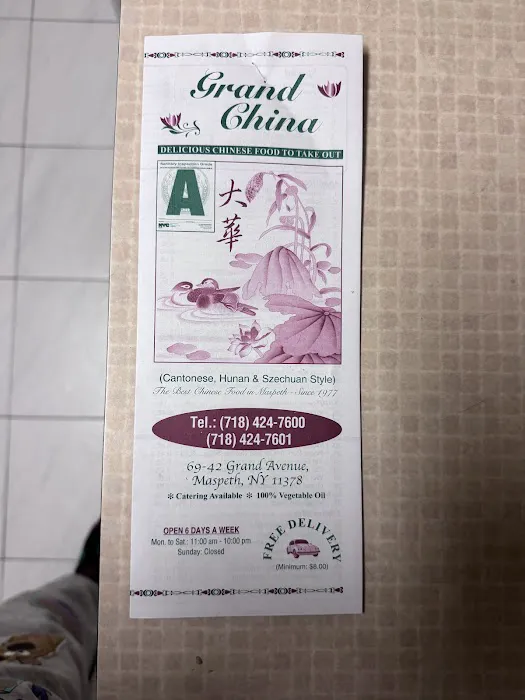 Grand
China
DELICIOUS CHINESE FOOD TO TAKE OUT
A
NYC
大
華
(Cantonese, Hunan & Szechuan Style)
The Best Chinese Food in Maspeth - Since 1977
Tel.: (718) 424-7600
(718) 424-7601
69-42 Grand Avenue,
Maspeth, NY 11378
✻ Catering Available ✻ 100% Vegetable Oil
OPEN 6 DAYS A WEEK
Mon. to Sat.: 11:00 am - 10:00 pm
Sunday: Closed
FREE DELIVERY
(Minimum: $8.00)